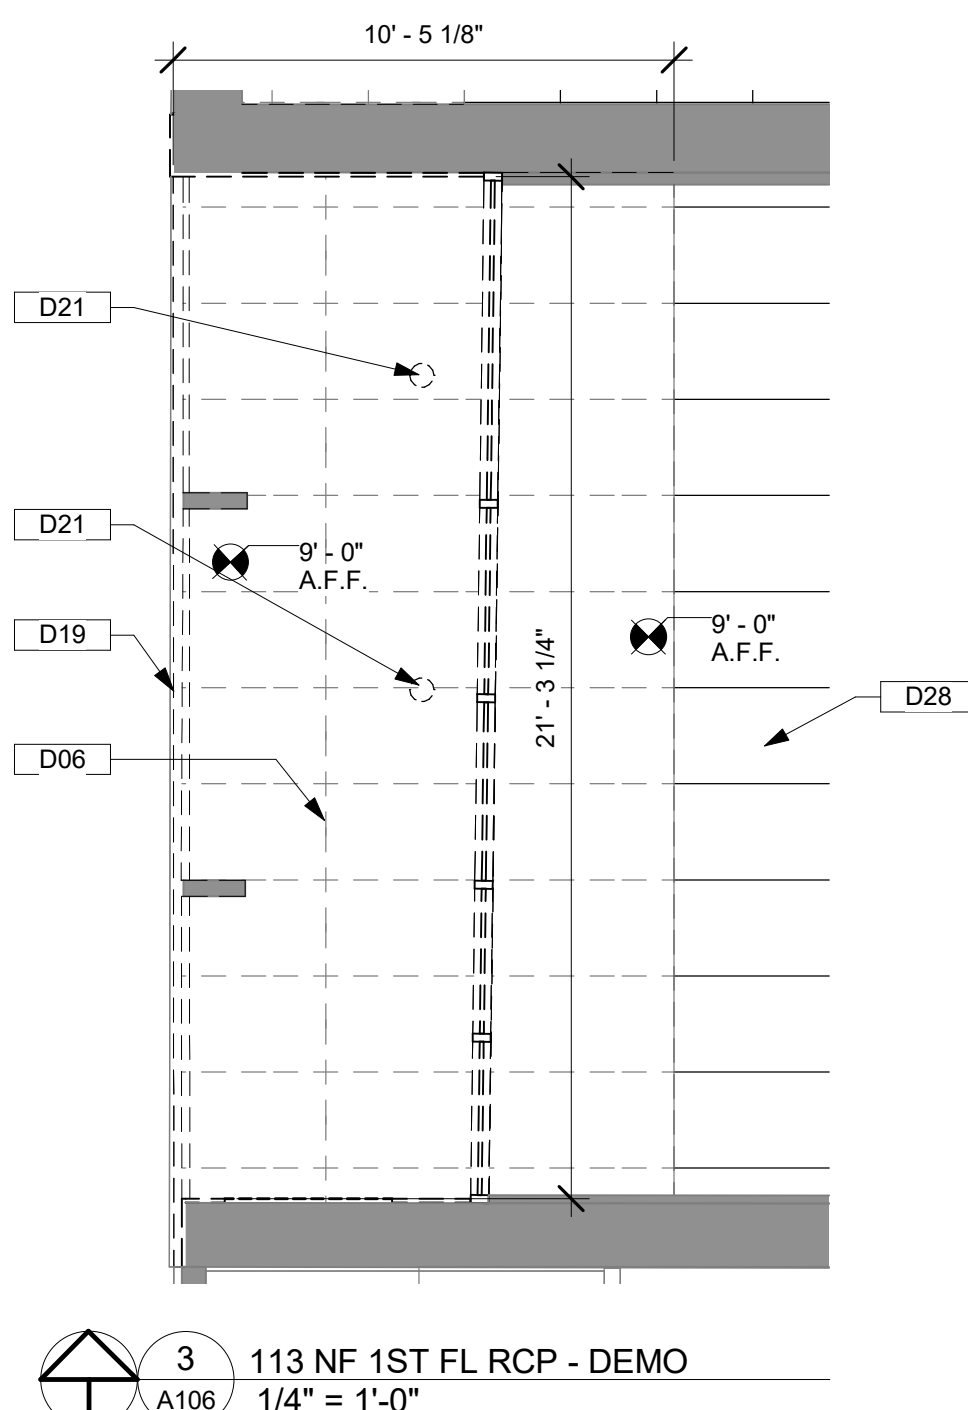 10' - 5 1/8"
D21
D21
9' - 0"
A.F.F.
D19
9' - 0"
A.F.F.
21' - 3 1/4"
D28
D06
3
A106
113 NF 1ST FL RCP - DEMO
1/4" = 1'-0"